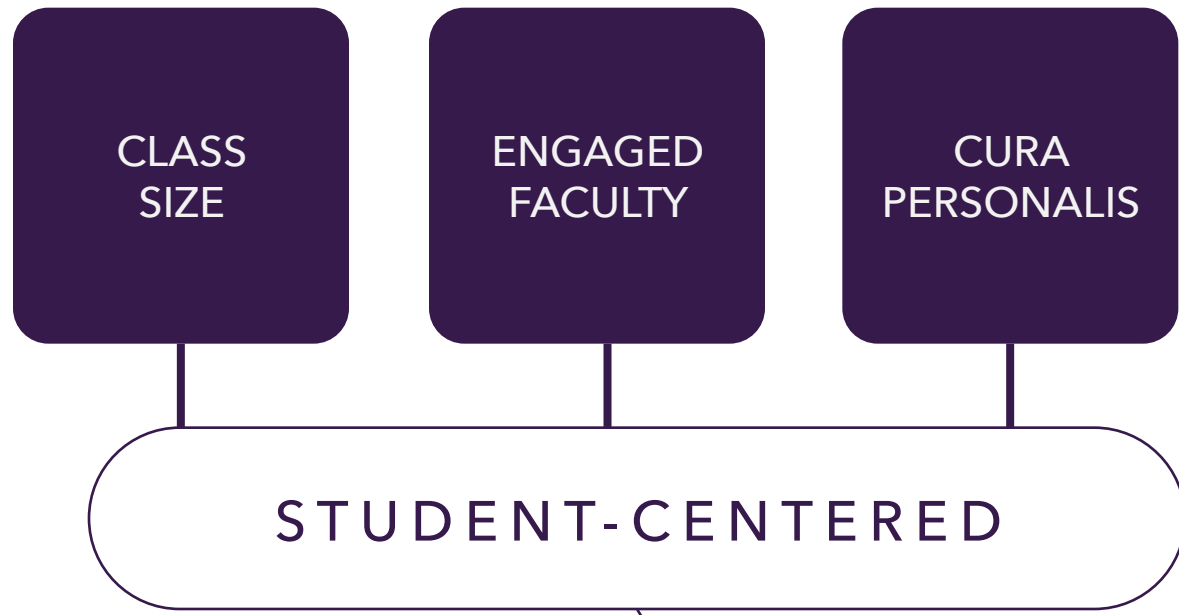 CLASS
SIZE
ENGAGED
FACULTY
CURA
PERSONALIS
STUDENT-CENTERED